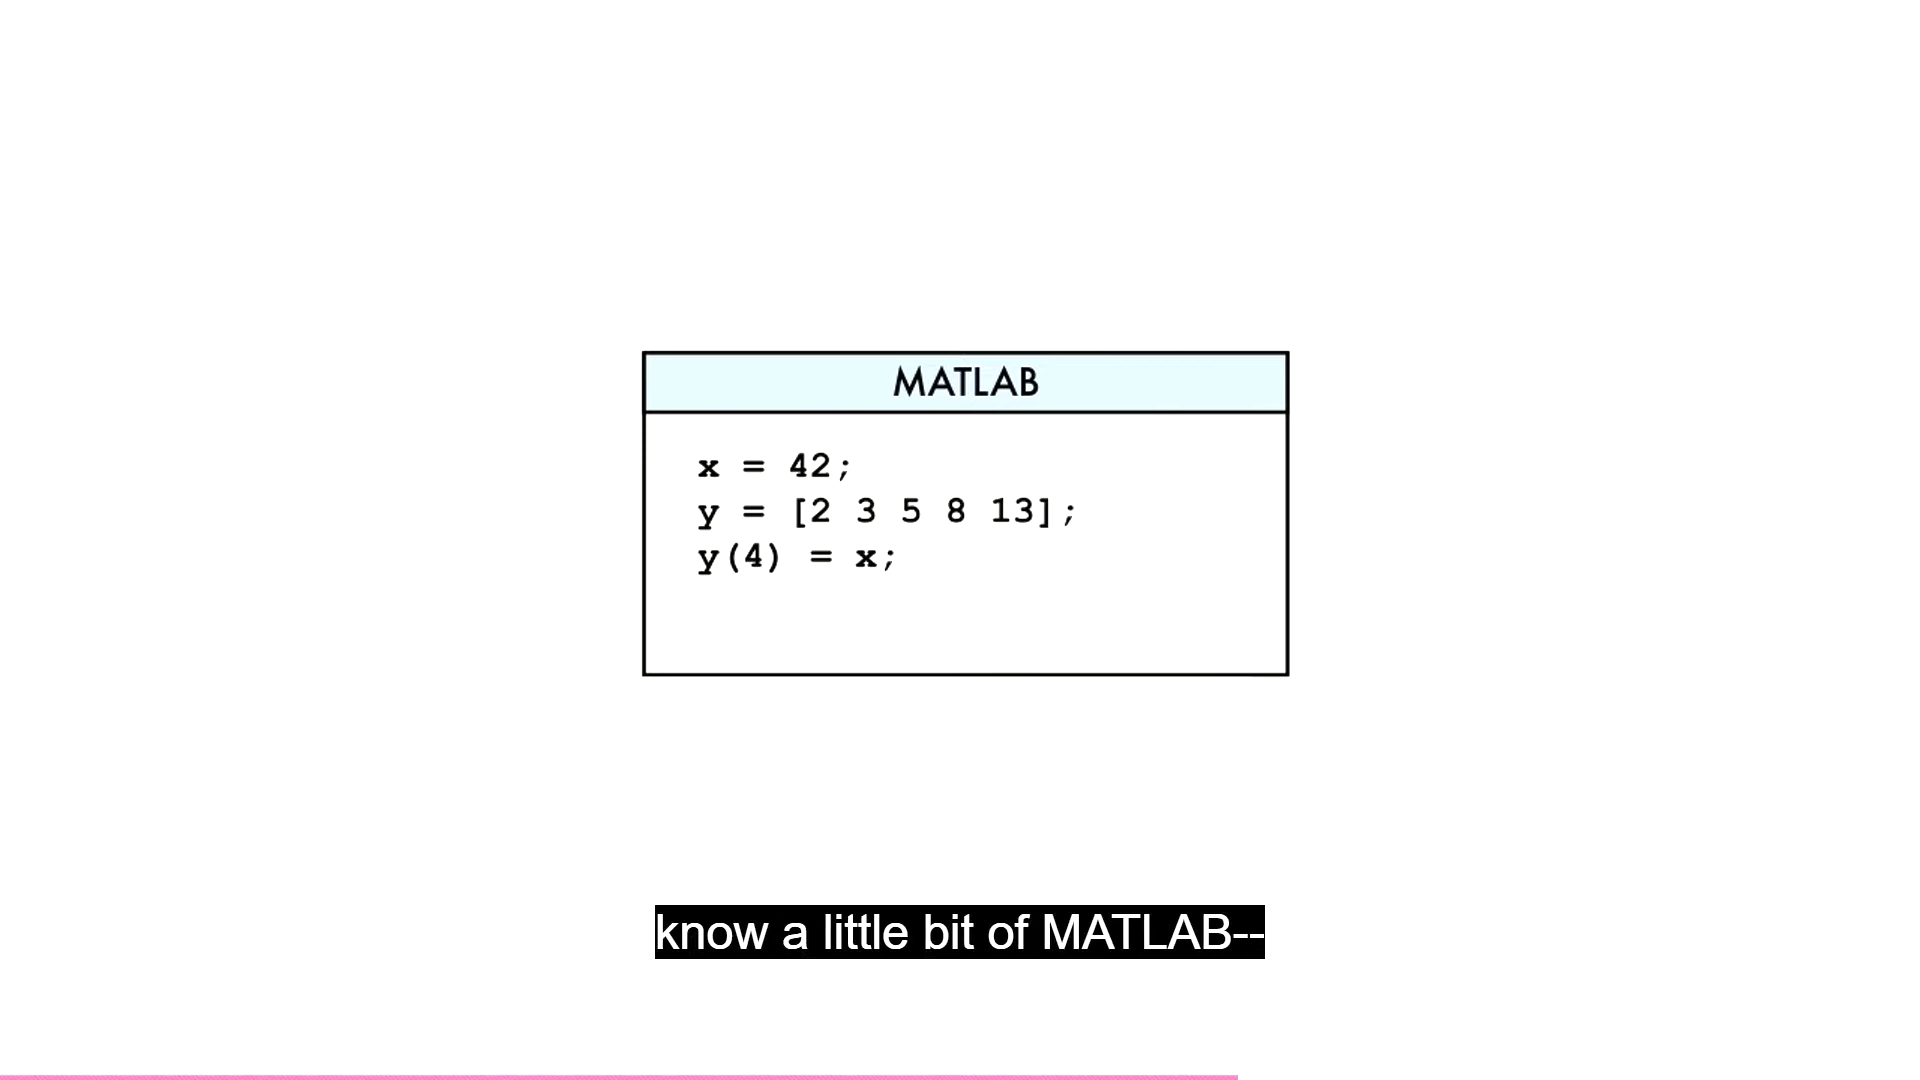 MATLAB
x = 42;
y = [2 3 5 8 13];
y(4) = x;
know a little bit of MATLAB--